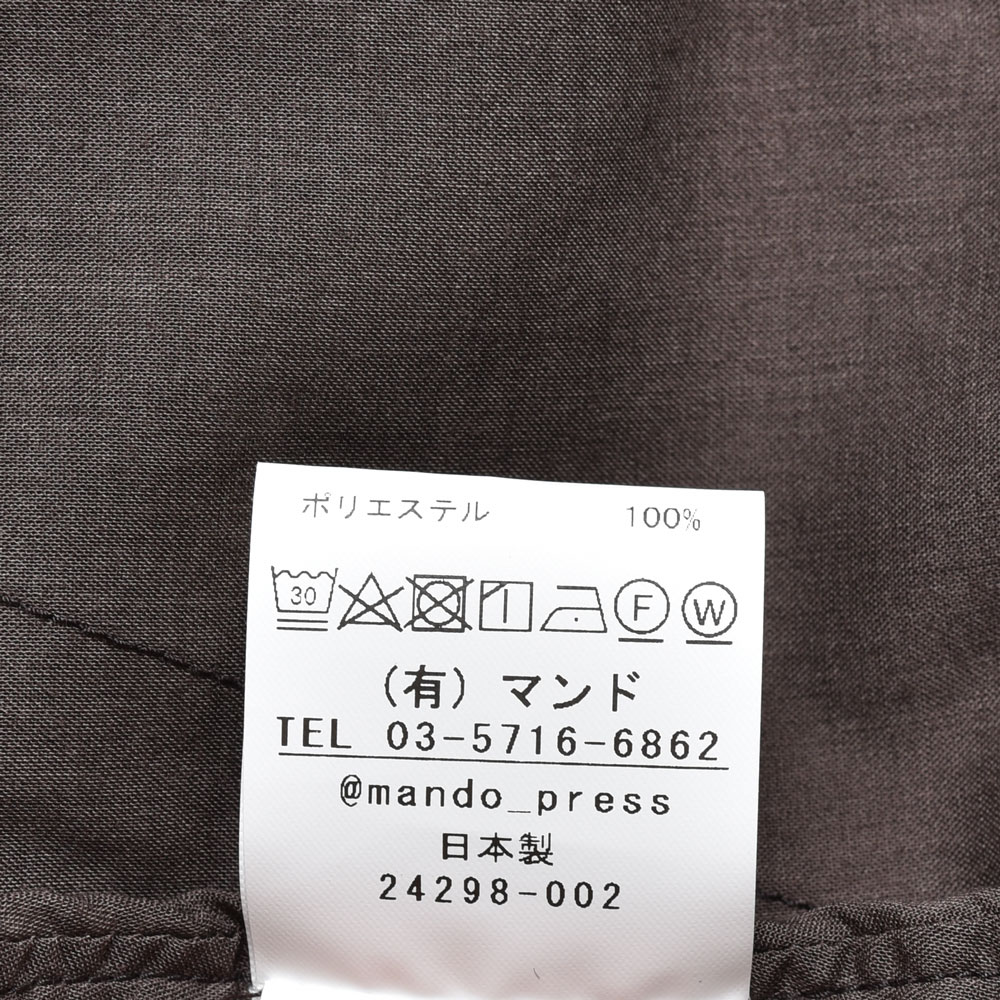 ポリエステル 100%
30 F W
(有) マンド
TEL 03-5716-6862
@mando_press
日本製
24298-002